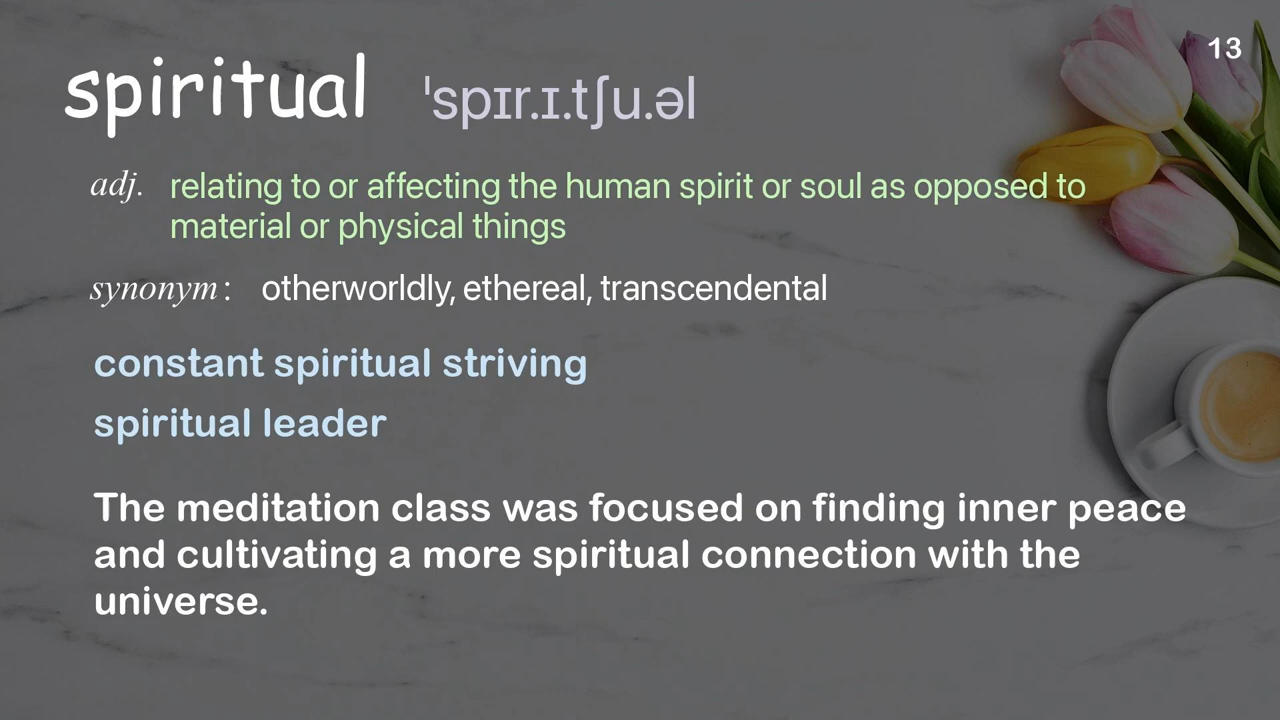 13
spiritual ˈspɪr.ɪ.tʃu.əl
adj. relating to or affecting the human spirit or soul as opposed to
material or physical things
synonym: otherworldly, ethereal, transcendental
constant spiritual striving
spiritual leader
The meditation class was focused on finding inner peace
and cultivating a more spiritual connection with the
universe.